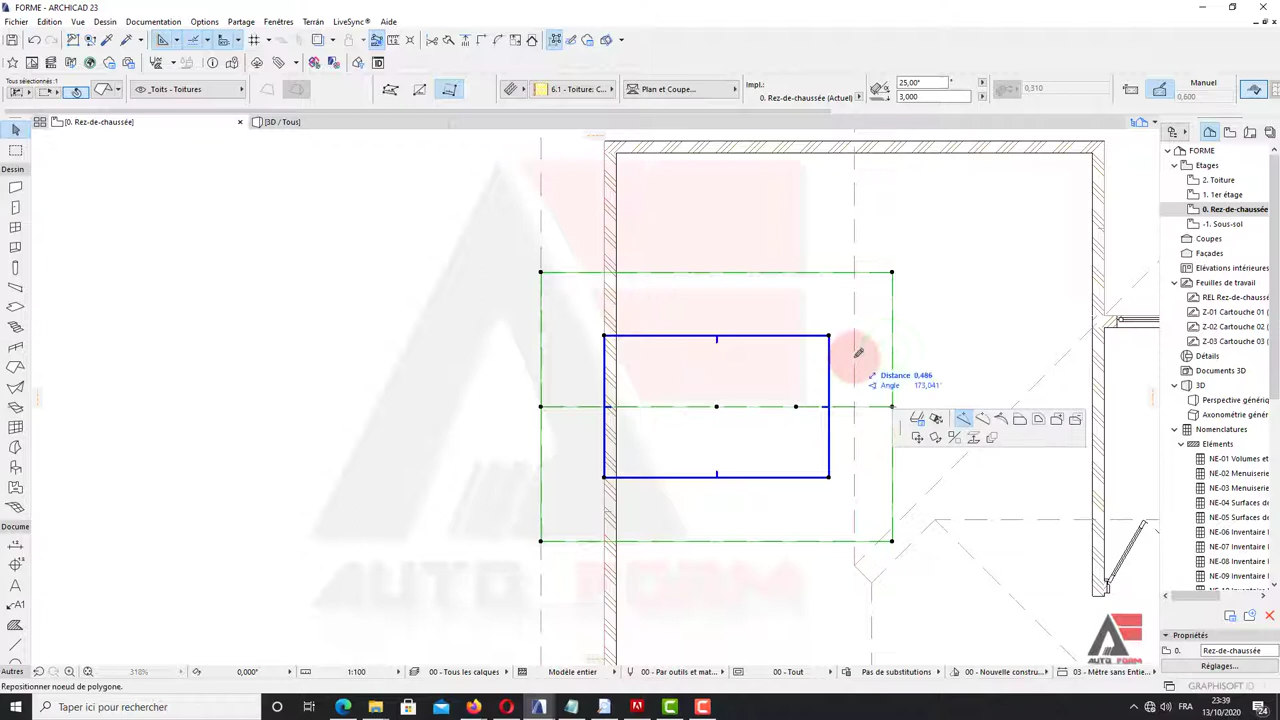 FORME - ARCHICAD 23
Fichier Edition Vue Dessin Documentation Options Partage Fenêtres Terrán LiveSync® Aide
Tous sélectionnés :1
_Toits - Toitures
6.1 - Toiture: C...
Plan et Coupe...
Impl.:
0. Rez-de-chaussée (Actuel)
25,00°
3,000
0,310
Manuel
0,600
[0. Rez-de-chaussée]
[3D / Tous]
Dessin
Docume
Autres
Distance 0,486
Angle 173,041°
AUTO_FORM
FORME
Etages
2. Toiture
1. 1er étage
0. Rez-de-chaussée
-1. Sous-sol
Coupes
Façades
Elévations intérieures
Feuilles de travail
REL Rez-de-chauss
Z-01 Cartouche 01 (
Z-02 Cartouche 02 (
Z-03 Cartouche 03 (
Détails
Documents 3D
3D
Perspective génériq
Axonométrie génér
Nomenclatures
Eléments
NE-01 Volumes et
NE-02 Menuiserie
NE-03 Menuiserie
NE-04 Surfaces de
NE-05 Surfaces de
NE-06 Inventaire
NE-07 Inventaire
NE-08 Inventaire
NE-09 Inventaire
AUTO_FORM
Propriétés
0. Rez-de-chaussée
Réglages...
318% 0,000° 1:100 00 - Tous les calques Modèle entier 00 - Par outils et mat... 00 - Tout Pas de substitutions 00 - Nouvelle constru... 03 - Mètre sans Entie...
Repositionner noeud de polygone.
GRAPHISOFT ID
Taper ici pour rechercher
FRA
23:39
13/10/2020
24